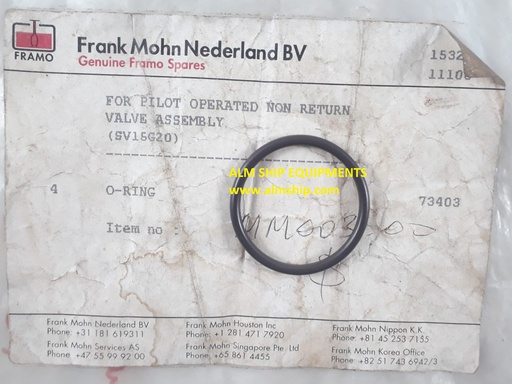 FRAMO
Frank Mohn Nederland BV
Genuine Framo Spares
1532
11106
FOR PILOT OPERATED NON RETURN
VALVE ASSEMBLY
(SV16G20)
ALM SHIP EQUIPMENTS
www.almship.com
4 O-RING 73403
Item no
Frank Mohn Nederland BV
Phone: +31 181 619311
Frank Mohn Services AS
Phone: +47 55 99 92 00
Frank Mohn Houston Inc
Phone: +1 281 471 7920
Frank Mohn Singapore Pte Ltd
Phone: +65 861 4455
Frank Mohn Nippon K.K.
Phone: +81 45 253 7155
Frank Mohn Korea Office
Phone: +82 51 743 6942/3